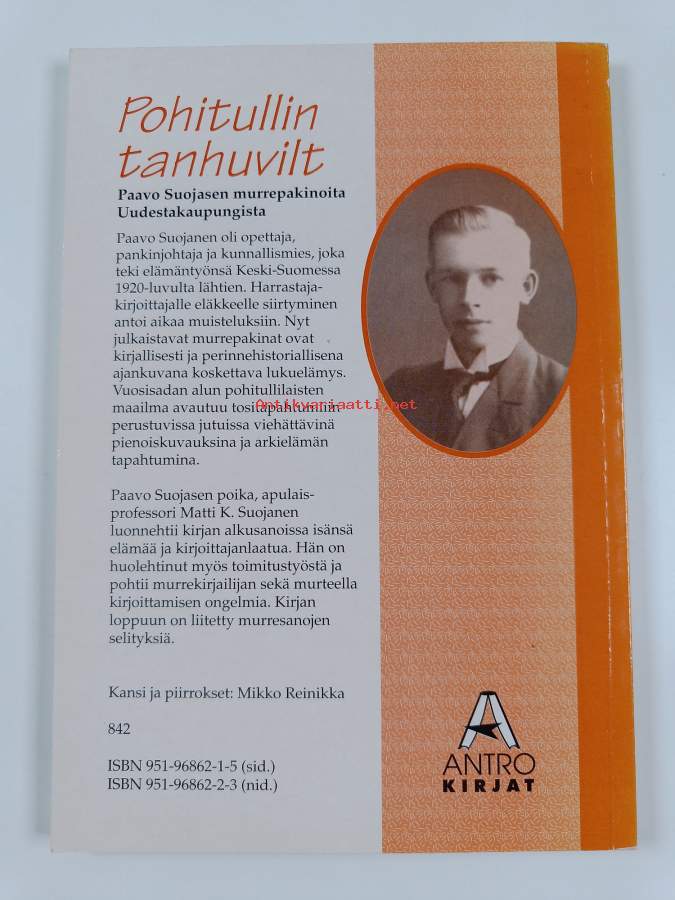 Pohitullin
tanhuvilt
Paavo Suojasen murrepakinoita
Uudestakaupungista
Paavo Suojanen oli opettaja,
pankinjohtaja ja kunnallismies, joka
teki elämäntyönsä Keski-Suomessa
1920-luvulta lähtien. Harrastaja-
kirjoittajalle eläkkeelle siirtyminen
antoi aikaa muisteluksiin. Nyt
julkaistavat murrepakinat ovat
kirjallisesti ja perinnehistoriallisena
ajankuvana koskettava lukuelämys.
Vuosisadan alun pohitullilaisten
maailma avautuu tositapahtumiin
perustuvissa jutuissa viehättävinä
pienoiskuvauksina ja arkielämän
tapahtumina.
Antikvariaatti.net
Paavo Suojasen poika, apulais-
professori Matti K. Suojanen
luonnehtii kirjan alkusanoissa isänsä
elämää ja kirjoittajanlaatua. Hän on
huolehtinut myös toimitustyöstä ja
pohtii murrekirjailijan sekä murteella
kirjoittamisen ongelmia. Kirjan
loppuun on liitetty murresanojen
selityksiä.
Kansi ja piirrokset: Mikko Reinikka
842
ISBN 951-96862-1-5 (sid.)
ISBN 951-96862-2-3 (nid.)
ANTRO
KIRJAT